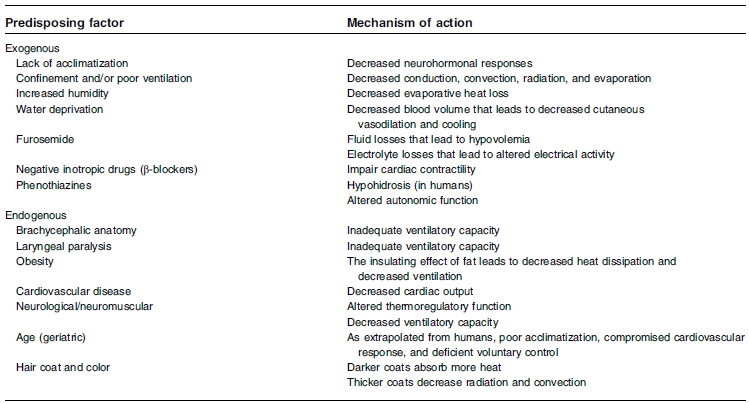 Predisposing factor Mechanism of action
Exogenous
Lack of acclimatization Decreased neurohormonal responses
Confinement and/or poor ventilation Decreased conduction, convection, radiation, and evaporation
Increased humidity Decreased evaporative heat loss
Water deprivation Decreased blood volume that leads to decreased cutaneous
vasodilation and cooling
Furosemide Fluid losses that lead to hypovolemia
Electrolyte losses that lead to altered electrical activity
Negative inotropic drugs (β-blockers) Impair cardiac contractility
Phenothiazines Hypohidrosis (in humans)
Altered autonomic function
Endogenous
Brachycephalic anatomy Inadequate ventilatory capacity
Laryngeal paralysis Inadequate ventilatory capacity
Obesity The insulating effect of fat leads to decreased heat dissipation and
decreased ventilation
Cardiovascular disease Decreased cardiac output
Neurological/neuromuscular Altered thermoregulatory function
Decreased ventilatory capacity
Age (geriatric) As extrapolated from humans, poor acclimatization, compromised cardiovascular
response, and deficient voluntary control
Hair coat and color Darker coats absorb more heat
Thicker coats decrease radiation and convection